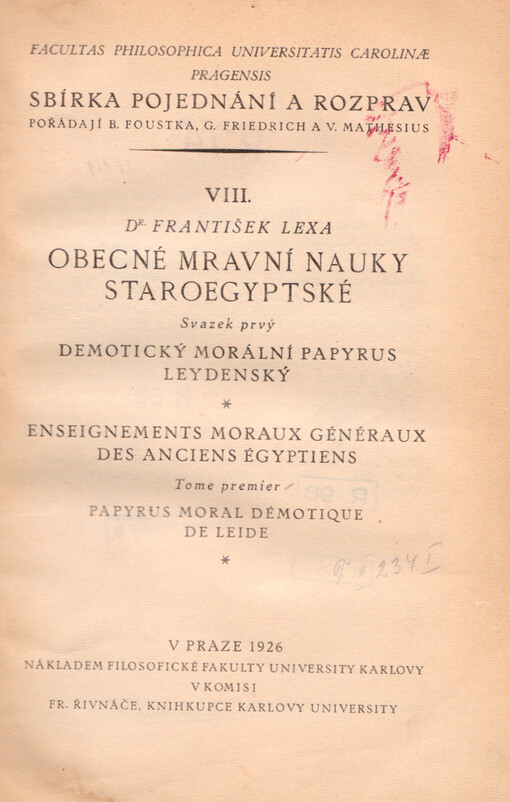 FACULTAS PHILOSOPHICA UNIVERSITATIS CAROLINÆ
PRAGENSIS
SBÍRKA POJEDNÁNÍ A ROZPRAV
POŘÁDAJÍ B. FOUSTKA, G. FRIEDRICH A V. MATHESIUS
VIII.
DR. FRANTIŠEK LEXA
OBECNÉ MRAVNÍ NAUKY
STAROEGYPTSKÉ
Svazek prvý
DEMOTICKÝ MORÁLNÍ PAPYRUS
LEYDENSKÝ
*
ENSEIGNEMENTS MORAUX GÉNÉRAUX
DES ANCIENS ÉGYPTIENS
Tome premier
PAPYRUS MORAL DÉMOTIQUE
DE LEIDE
*
II 234 I
V PRAZE 1926
NÁKLADEM FILOSOFICKÉ FAKULTY UNIVERSITY KARLOVY
V KOMISI
FR. ŘIVNÁČE, KNIHKUPCE KARLOVY UNIVERSITY